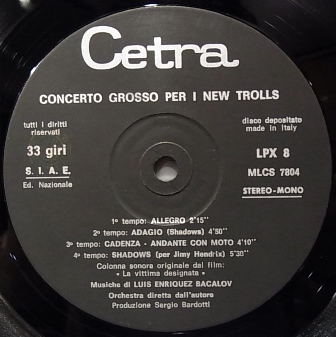 Cetra
CONCERTO GROSSO PER I NEW TROLLS
tutti i diritti
riservati
disco depositato
made in Italy
33 giri
LPX 8
S. I. A. E.
MLCS 7804
Ed. Nazionale
STEREO-MONO
1º tempo: ALLEGRO 2'15"
2º tempo: ADAGIO (Shadows) 4'50"
3º tempo: CADENZA - ANDANTE CON MOTO 4'10"
4º tempo: SHADOWS (per Jimy Hendrix) 5'30"
Colonna sonora originale dal film:
« La vittima designata »
Musiche di LUIS ENRIQUEZ BACALOV
Orchestra diretta dall'autore
Produzione Sergio Bardotti